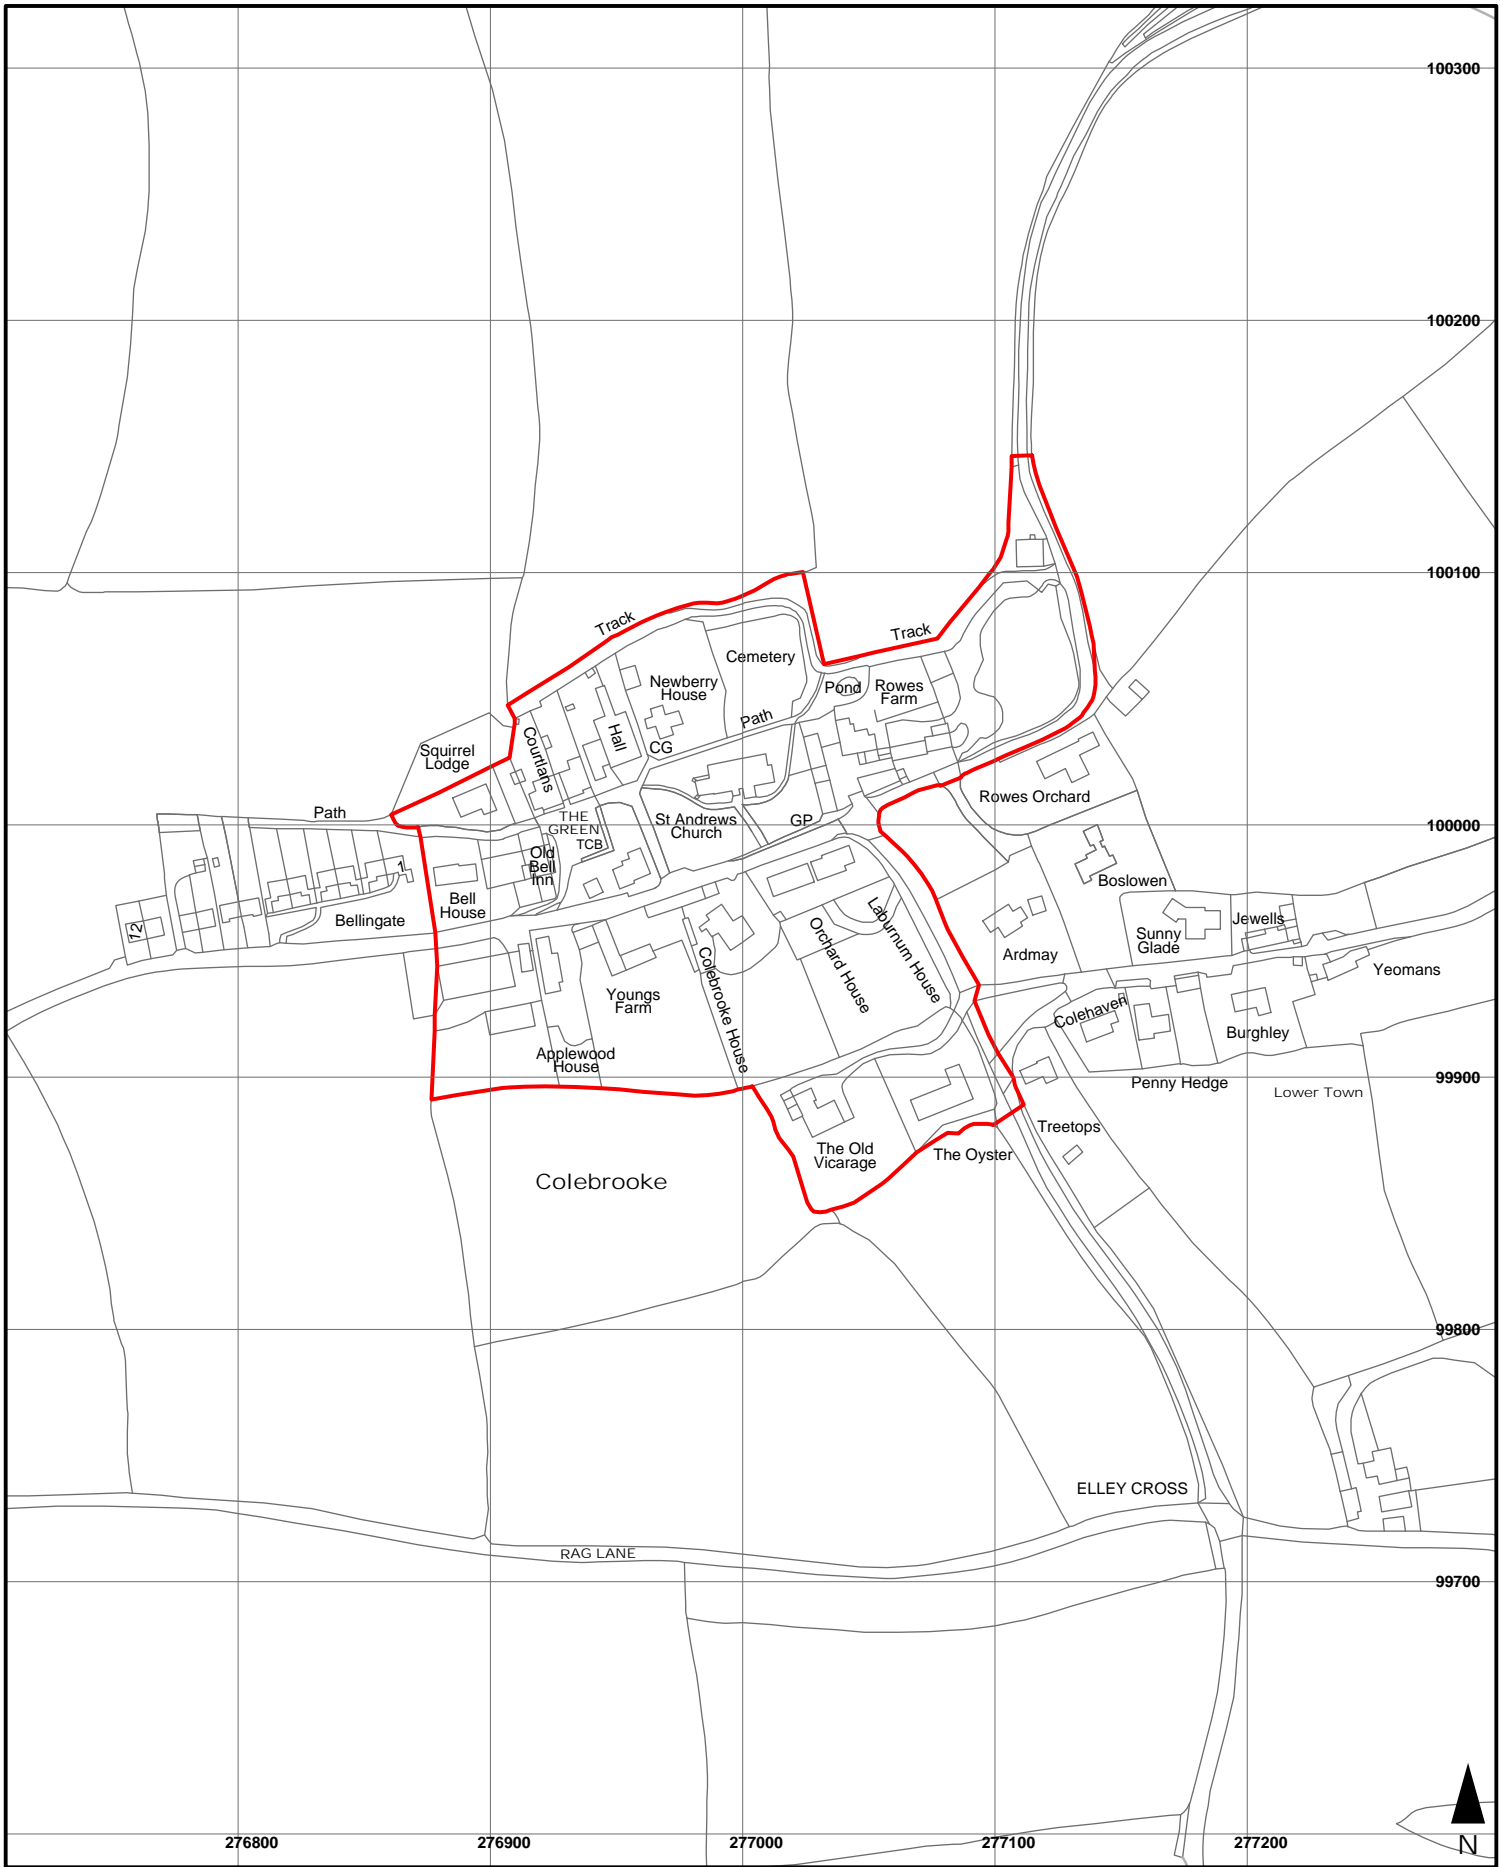 100300
100200
100100
Track
Track
Cemetery
Newberry
House
Pond
Rowes
Farm
Path
Hall
CG
Courtlans
Squirrel
Lodge
Rowes Orchard
Path
THE
GREEN
TCB
St Andrews
Church
GP
100000
Old
Bell
Inn
1
Boslowen
Bell
House
Bellingate
12
Laburnum House
Orchard House
Colebrooke House
Jewells
Sunny
Glade
Ardmay
Yeomans
Youngs
Farm
Colehaven
Burghley
Applewood
House
99900
Penny Hedge
Lower Town
Treetops
The Old
Vicarage
The Oyster
Colebrooke
99800
ELLEY CROSS
RAG LANE
99700
276800
276900
277000
277100
277200
N